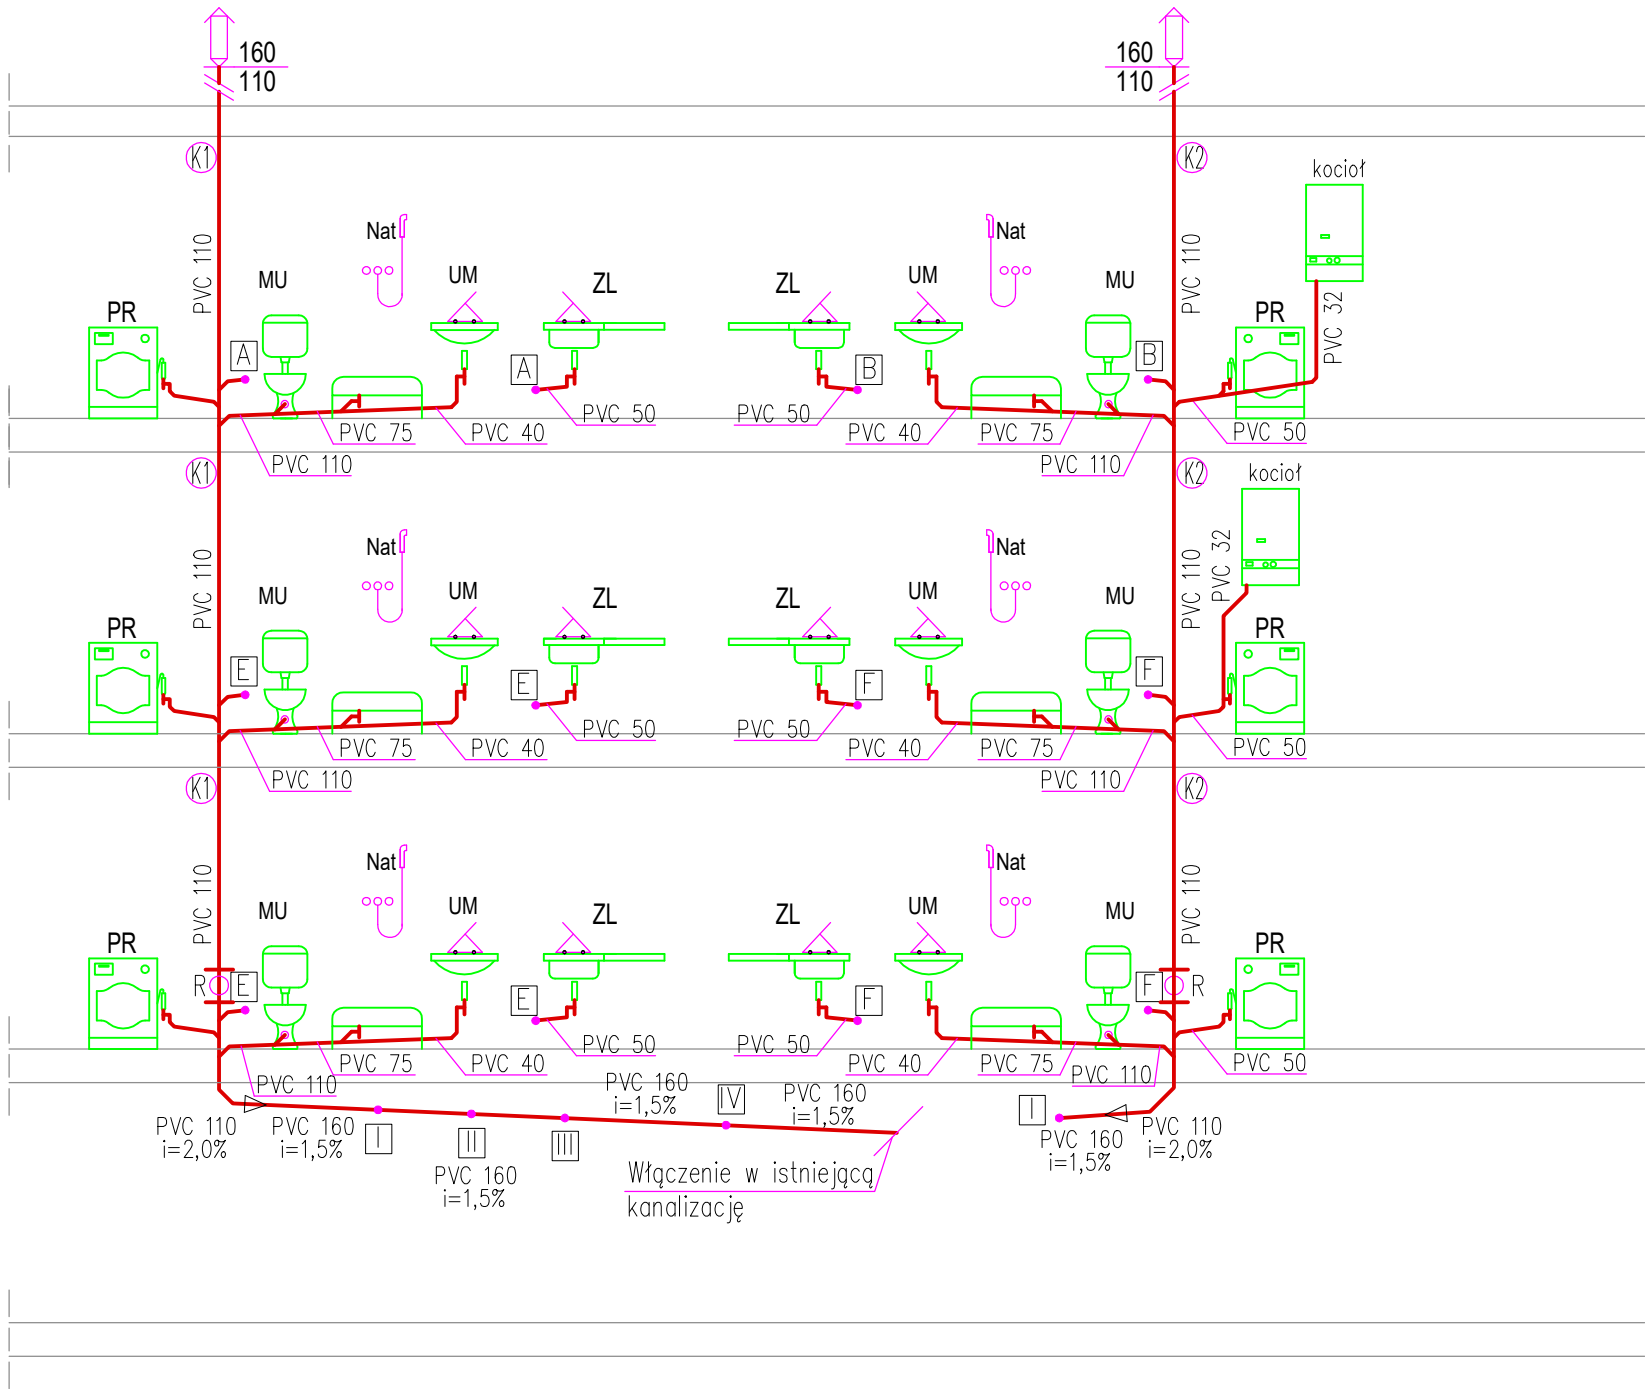 160
110
160
110
K1
K2
kocioł
PVC 110
PVC 110
PVC 32
Nat
Nat
MU
UM
ZL
ZL
UM
MU
PR
PR
A
A
B
B
PVC 50
PVC 50
PVC 75
PVC 40
PVC 40
PVC 75
PVC 50
PVC 110
PVC 110
K1
K2
kocioł
PVC 110
PVC 110
PVC 32
Nat
Nat
MU
UM
ZL
ZL
UM
MU
PR
PR
E
E
F
F
PVC 50
PVC 50
PVC 75
PVC 40
PVC 40
PVC 75
PVC 50
PVC 110
PVC 110
K1
K2
PVC 110
PVC 110
Nat
Nat
MU
UM
ZL
ZL
UM
MU
PR
PR
R
E
E
F
F
R
PVC 50
PVC 50
PVC 75
PVC 40
PVC 40
PVC 75
PVC 50
PVC 110
PVC 110
PVC 160
i=1,5%
IV
PVC 160
i=1,5%
I
PVC 110
i=2,0%
PVC 160
i=1,5%
I
II
III
PVC 160
i=1,5%
PVC 110
i=2,0%
PVC 160
i=1,5%
Włączenie w istniejącą
kanalizację